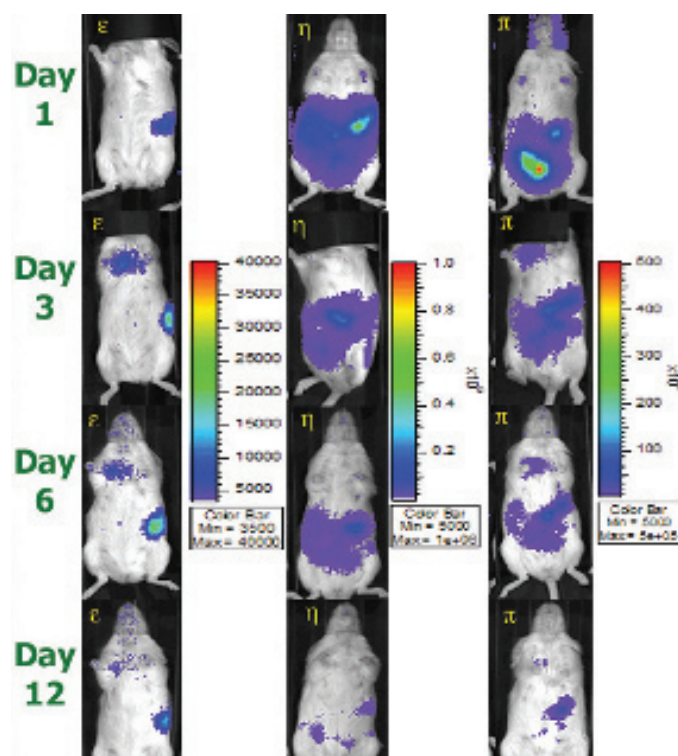 ε
η
π
Day
1
ε
η
π
Day
3
40000
35000
30000
25000
20000
15000
10000
5000
Color Bar
Min = 3500
Max = 40000
1.0
0.8
0.6
0.4
0.2
Color Bar
Min = 5000
Max = 1e+06
500
400
300
200
100
Color Bar
Min = 5000
Max = 5e+05
ε
η
π
Day
6
ε
η
π
Day
12